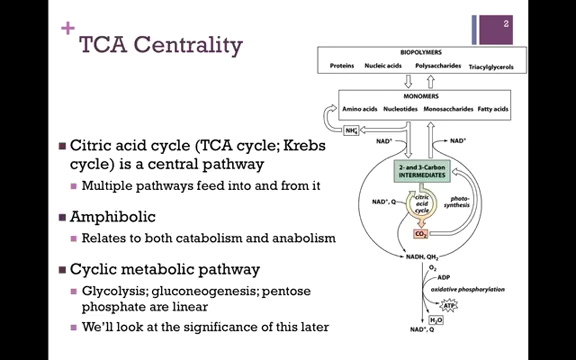 2
+
TCA Centrality
Citric acid cycle (TCA cycle; Krebs
cycle) is a central pathway
Multiple pathways feed into and from it
Amphibolic
Relates to both catabolism and anabolism
Cyclic metabolic pathway
Glycolysis; gluconeogenesis; pentose
phosphate are linear
We'll look at the significance of this later
BIOPOLYMERS
Proteins Nucleic acids Polysaccharides Triacylglycerols
MONOMERS
Amino acids Nucleotides Monosaccharides Fatty acids
NH₄⁺
NAD⁺ NAD⁺
2- and 3-Carbon
INTERMEDIATES
NAD⁺, Q
citric
acid
cycle
photo-
synthesis
CO₂
NADH, QH₂
O₂
ADP
oxidative phosphorylation
ATP
H₂O
NAD⁺, Q